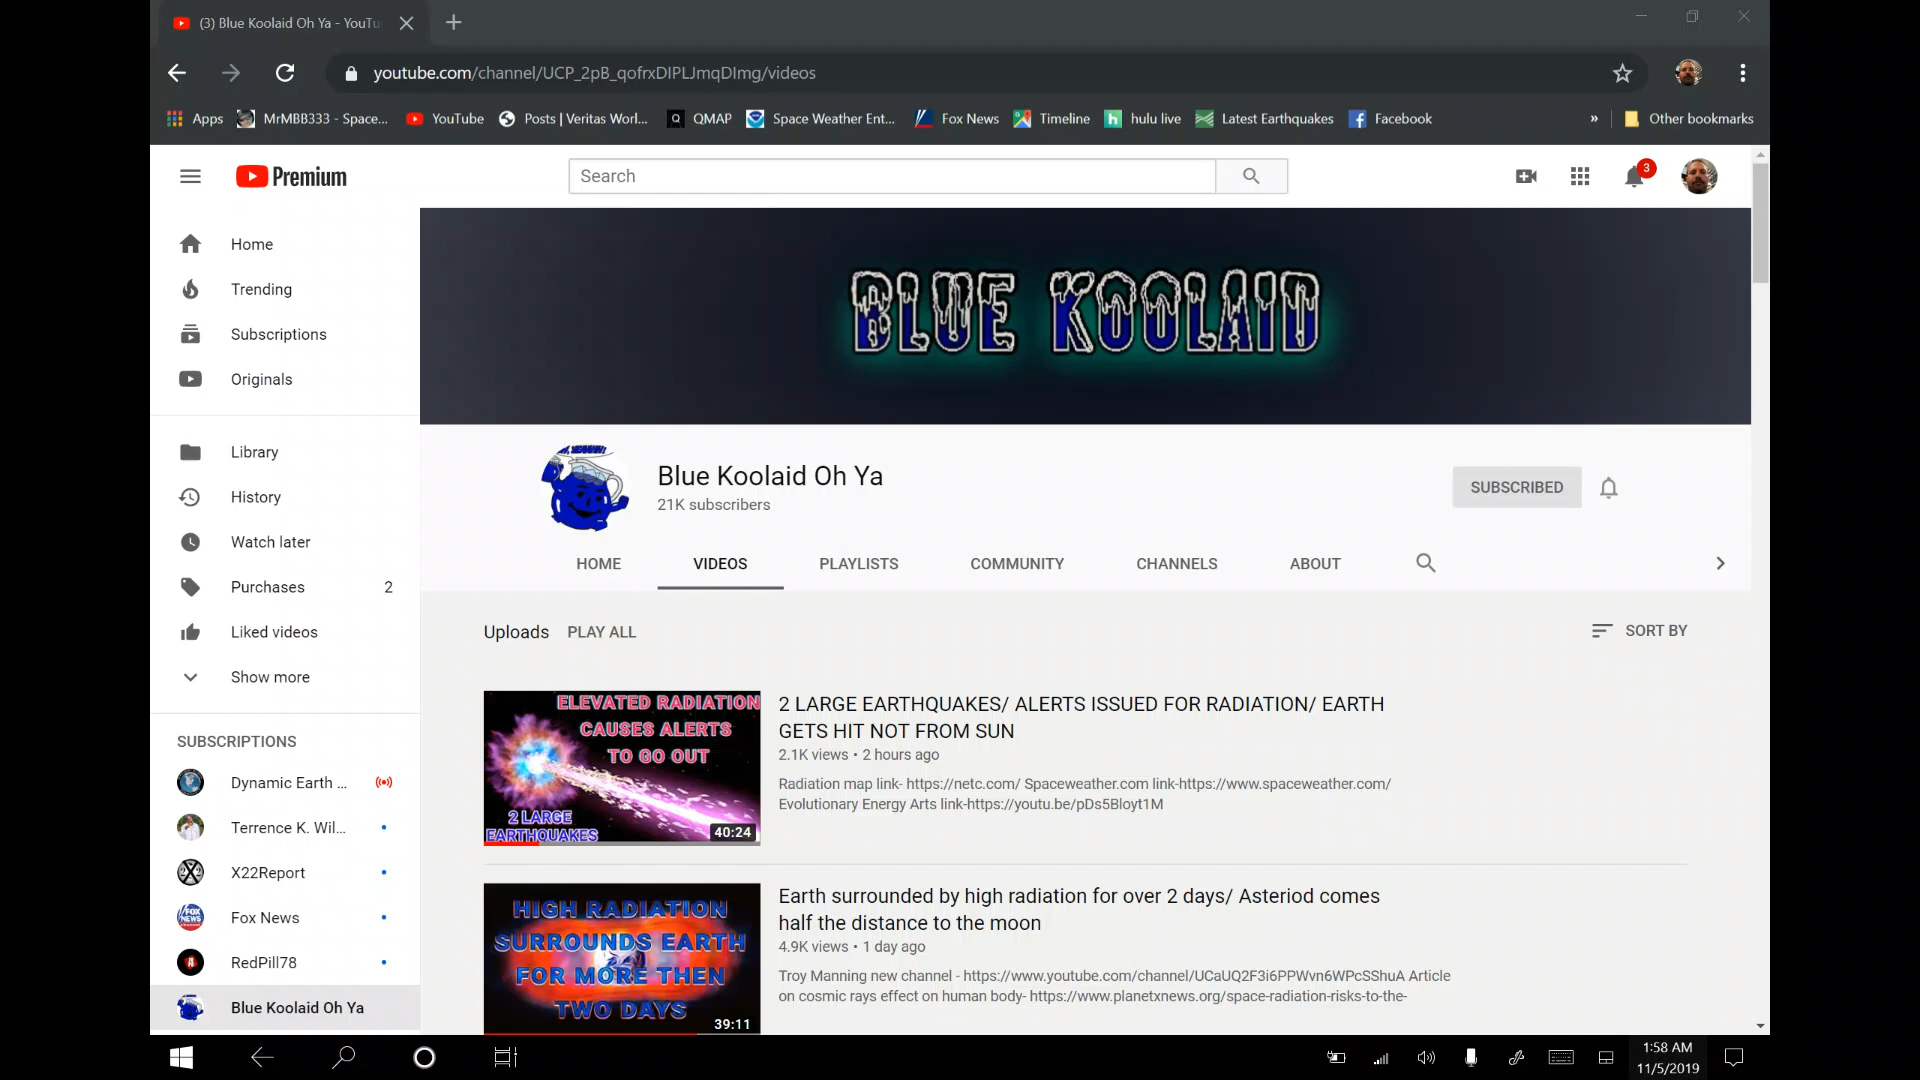 (3) Blue Koolaid Oh Ya - YouTu
youtube.com/channel/UCP_2pB_qofrxDIPLJmqDImg/videos
Apps MrMBB333 - Space... YouTube Posts | Veritas Worl... QMAP Space Weather Ent... Fox News Timeline hulu live Latest Earthquakes Facebook » Other bookmarks
Premium
Search
3
Home
Trending
Subscriptions
Originals
Library
History
Watch later
Purchases 2
Liked videos
Show more
SUBSCRIPTIONS
Dynamic Earth ...
Terrence K. Wil...
X22Report
Fox News
RedPill78
Blue Koolaid Oh Ya
BLUE KOOLAID
Blue Koolaid Oh Ya
21K subscribers
SUBSCRIBED
HOME VIDEOS PLAYLISTS COMMUNITY CHANNELS ABOUT
Uploads PLAY ALL
SORT BY
ELEVATED RADIATION
CAUSES ALERTS
TO GO OUT
2 LARGE
EARTHQUAKES
40:24
2 LARGE EARTHQUAKES/ ALERTS ISSUED FOR RADIATION/ EARTH
GETS HIT NOT FROM SUN
2.1K views • 2 hours ago
Radiation map link- https://netc.com/ Spaceweather.com link-https://www.spaceweather.com/
Evolutionary Energy Arts link-https://youtu.be/pDs5Bloyt1M
HIGH RADIATION
SURROUNDS EARTH
FOR MORE THEN
TWO DAYS
39:11
Earth surrounded by high radiation for over 2 days/ Asteriod comes
half the distance to the moon
4.9K views • 1 day ago
Troy Manning new channel - https://www.youtube.com/channel/UCaUQ2F3i6PPWvn6WPcSShuA Article
on cosmic rays effect on human body- https://www.planetxnews.org/space-radiation-risks-to-the-
1:58 AM
11/5/2019